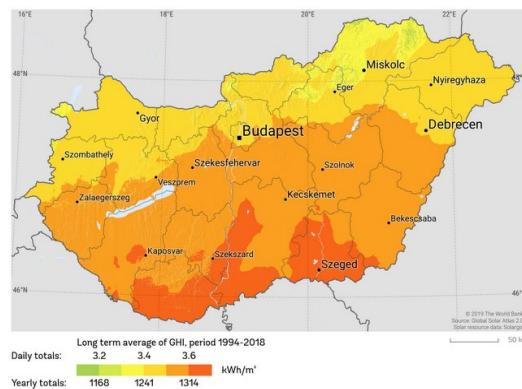 16°E
18°E
20°E
22°E
48°N
48°N
Miskolc
Eger
Nyiregyhaza
Gyor
Budapest
Debrecen
Szombathely
Szekesfehervar
Szolnok
Veszprem
Zalaegerszeg
Kecskemet
Bekescsaba
Kaposvar
Szekszard
Szeged
46°N
46°
© 2019 The World Bank
Source: Global Solar Atlas 2.0
Solar resource data: Solargis
50 k
Long term average of GHI, period 1994-2018
Daily totals: 3.2 3.4 3.6
kWh/m²
Yearly totals: 1168 1241 1314